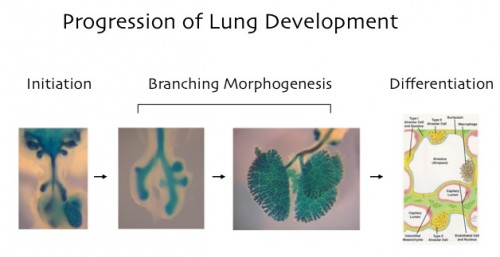 Progression of Lung Development
Initiation
Branching Morphogenesis
Differentiation
Type I
Alveolar Cell
and Nucleus
Type II
Alveolar Cell
Surfactant
Macrophage
Alveolus
(Airspace)
Capillary
Lumen
Capillary
Lumen
Interstitial
Mesenchyme
Type II
Alveolar Cell
Endothelial Cell
and Nucleus